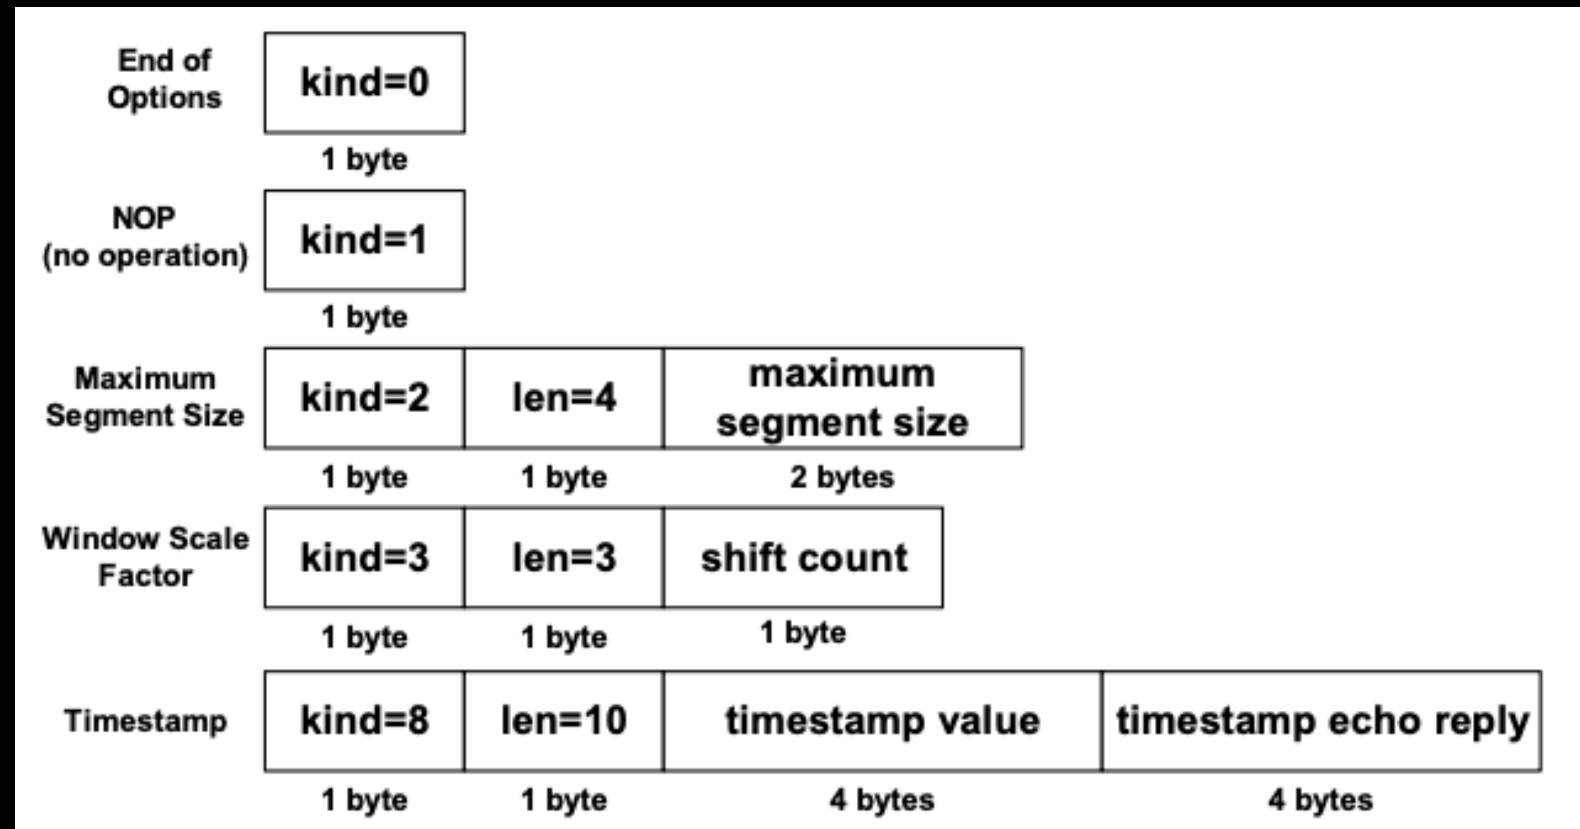 End of
Options
kind=0
1 byte
NOP
(no operation)
kind=1
1 byte
Maximum
Segment Size
kind=2
len=4
maximum
segment size
1 byte
1 byte
2 bytes
Window Scale
Factor
kind=3
len=3
shift count
1 byte
1 byte
1 byte
Timestamp
kind=8
len=10
timestamp value
timestamp echo reply
1 byte
1 byte
4 bytes
4 bytes